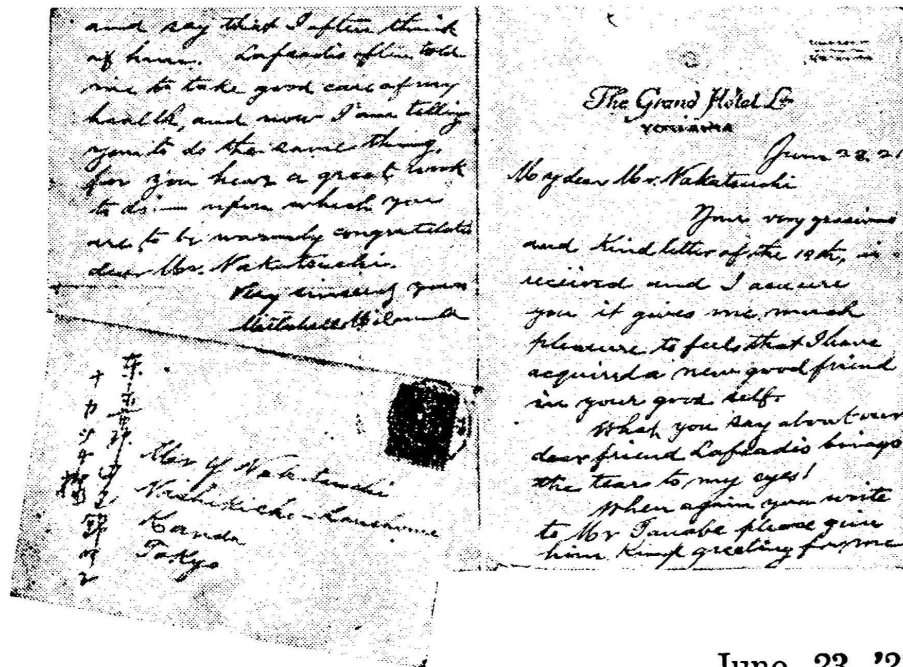 The Grand Hotel Ld
YOKOHAMA
June 23. 21
My dear Mr. Nakatsuchi
Your very gracious
and kind letter of the 19th, is
received and I assure
you it gives me much
pleasure to feels that I have
acquired a new good friend
in your good self.
What you say about our
dear friend Lafcadio brings
the tears to my eyes!
When again you write
to Mr Tanabe please give
him kind greeting for me
and say that I often think
of him. Lafcadio often told
me to take good care of my
health, and now I am telling
you to do the same thing,
for you have a great work
to do — upon which you
are to be warmly congratulated
dear Mr. Nakatsuchi.
Very sincerely yours
Nakatsuchi
Kanda
Tokyo
June 23 '2